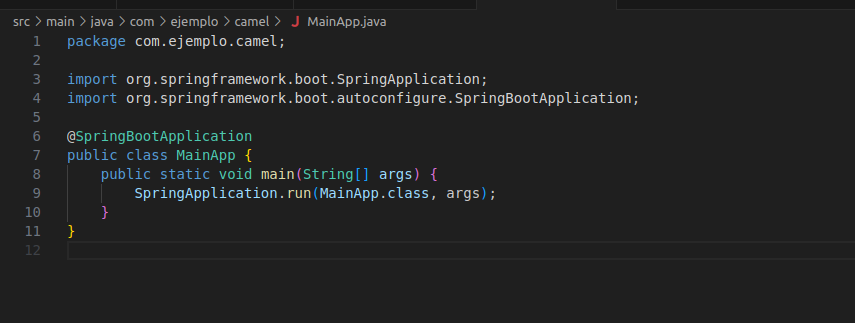 src > main > java > com > ejemplo > camel > J MainApp.java
1 package com.ejemplo.camel;
2
3 import org.springframework.boot.SpringApplication;
4 import org.springframework.boot.autoconfigure.SpringBootApplication;
5
6 @SpringBootApplication
7 public class MainApp {
8     public static void main(String[] args) {
9         SpringApplication.run(MainApp.class, args);
10     }
11 }
12